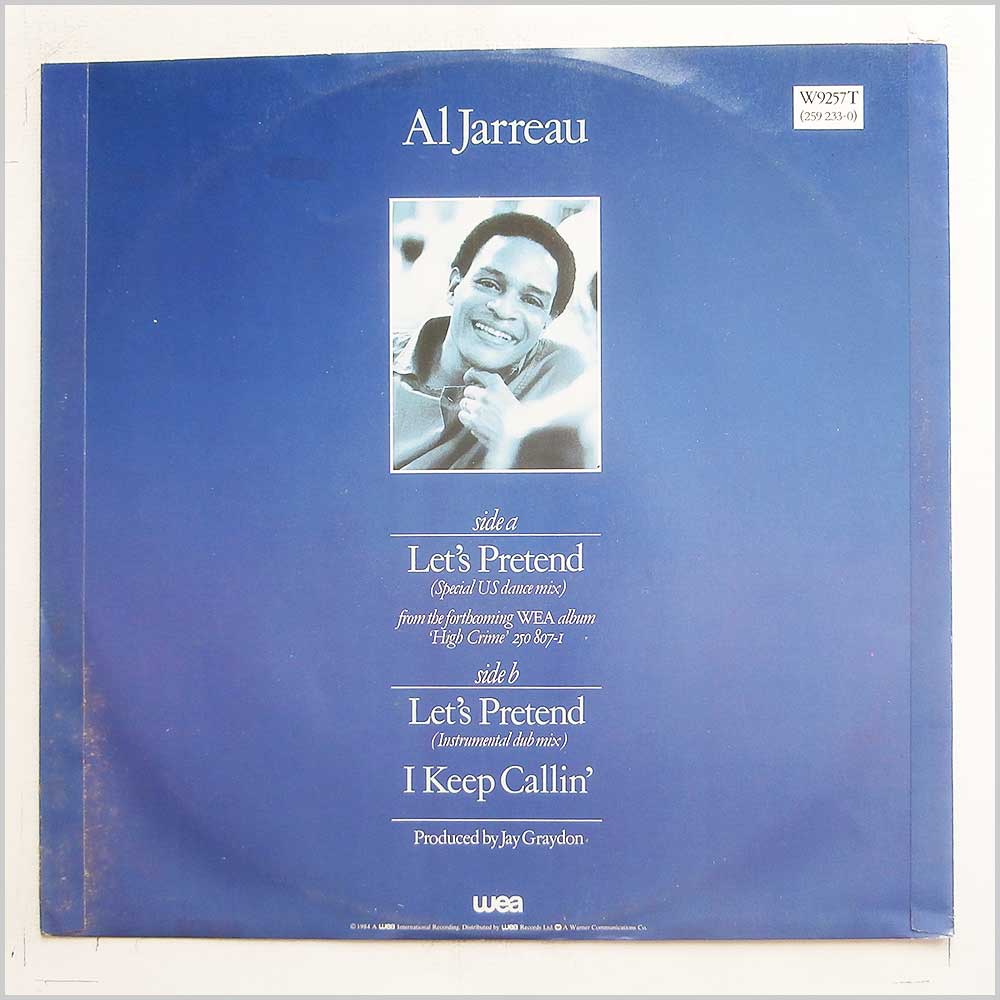 Al Jarreau
W9257T
(259 233-0)
side a
Let's Pretend
(Special US dance mix)
from the forthcoming WEA album
'High Crime' 250 807-1
side b
Let's Pretend
(Instrumental dub mix)
I Keep Callin'
Produced by Jay Graydon
wea
© 1984 A wea International Recording. Distributed by wea Records Ltd. A Warner Communications Co.